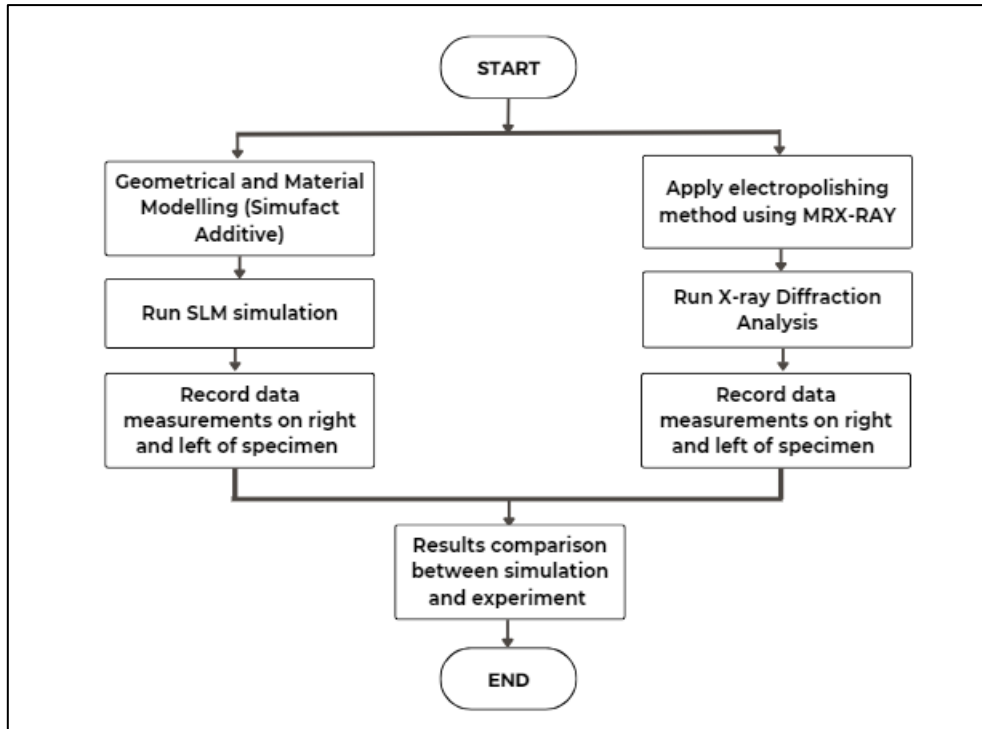 START
Geometrical and Material
Modelling (Simufact
Additive)
Run SLM simulation
Record data
measurements on right
and left of specimen
Apply electropolishing
method using MRX-RAY
Run X-ray Diffraction
Analysis
Record data
measurements on right
and left of specimen
Results comparison
between simulation
and experiment
END